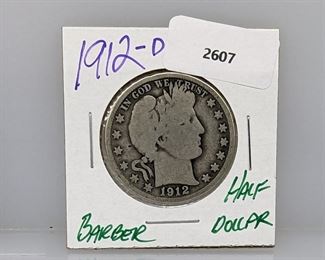 1912-D
2607
IN GOD WE TRUST
1912
HALF
BARBER DOLLAR